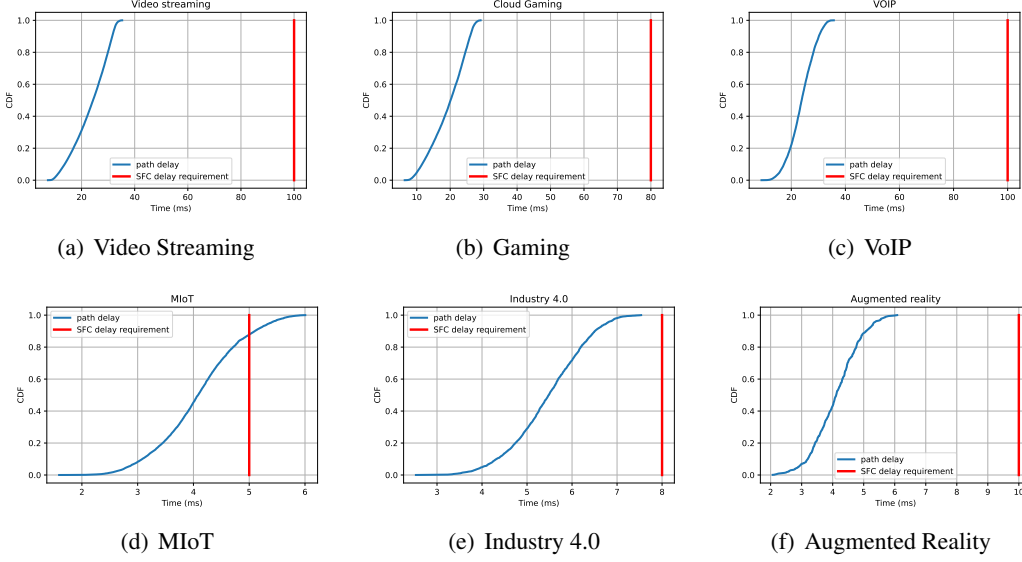 Video streaming
1.0
0.8
0.6
0.4
0.2
0.0
CDF
path delay
SFC delay requirement
20
40
60
80
100
Time (ms)
(a) Video Streaming
Cloud Gaming
1.0
0.8
0.6
0.4
0.2
0.0
CDF
path delay
SFC delay requirement
10
20
30
40
50
60
70
80
Time (ms)
(b) Gaming
VOIP
1.0
0.8
0.6
0.4
0.2
0.0
CDF
path delay
SFC delay requirement
20
40
60
80
100
Time (ms)
(c) VoIP
MIoT
1.0
0.8
0.6
0.4
0.2
0.0
CDF
path delay
SFC delay requirement
2
3
4
5
6
Time (ms)
(d) MIoT
Industry 4.0
1.0
0.8
0.6
0.4
0.2
0.0
CDF
path delay
SFC delay requirement
3
4
5
6
7
8
Time (ms)
(e) Industry 4.0
Augmented reality
1.0
0.8
0.6
0.4
0.2
0.0
CDF
path delay
SFC delay requirement
2
3
4
5
6
7
8
9
10
Time (ms)
(f) Augmented Reality